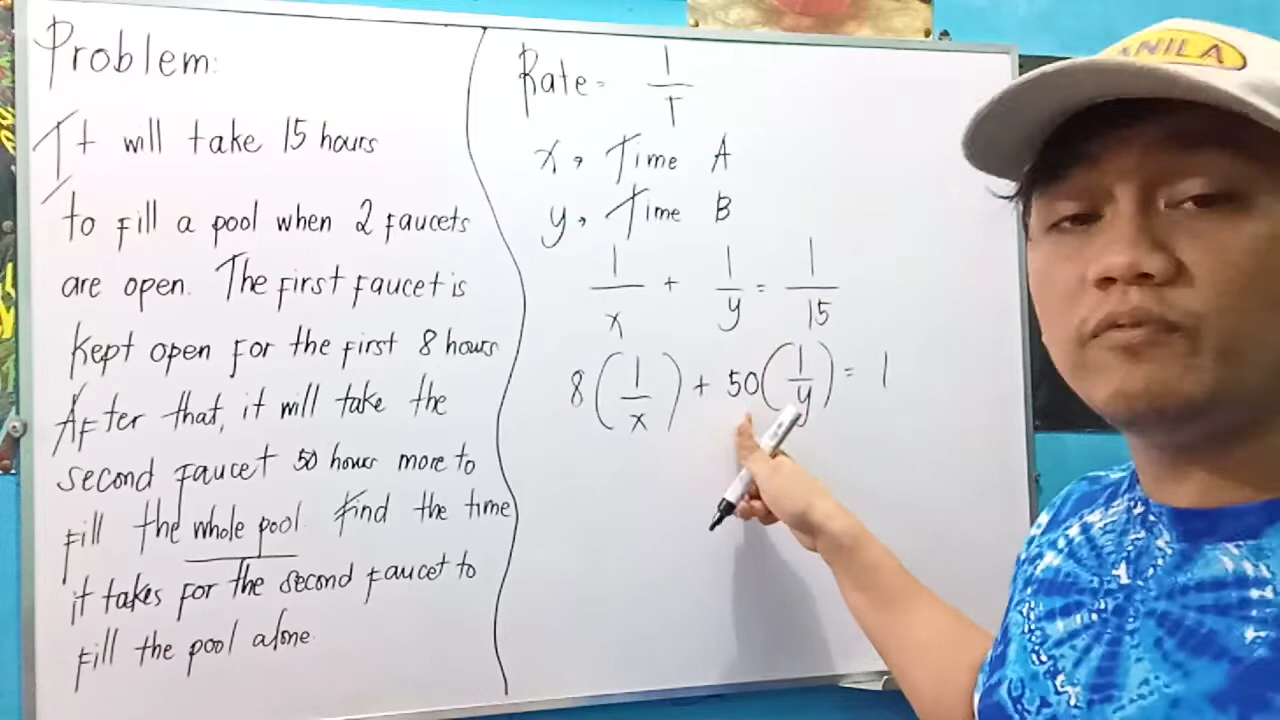 Problem:
It will take 15 hours
to fill a pool when 2 faucets
are open. The first faucet is
kept open for the first 8 hours
After that, it will take the
second faucet 50 hours more to
fill the whole pool. Find the time
it takes for the second faucet to
fill the pool alone.
Rate = 1/T
x, Time A
y, Time B
1/x + 1/y = 1/15
8(1/x) + 50(1/y) = 1
MANILA